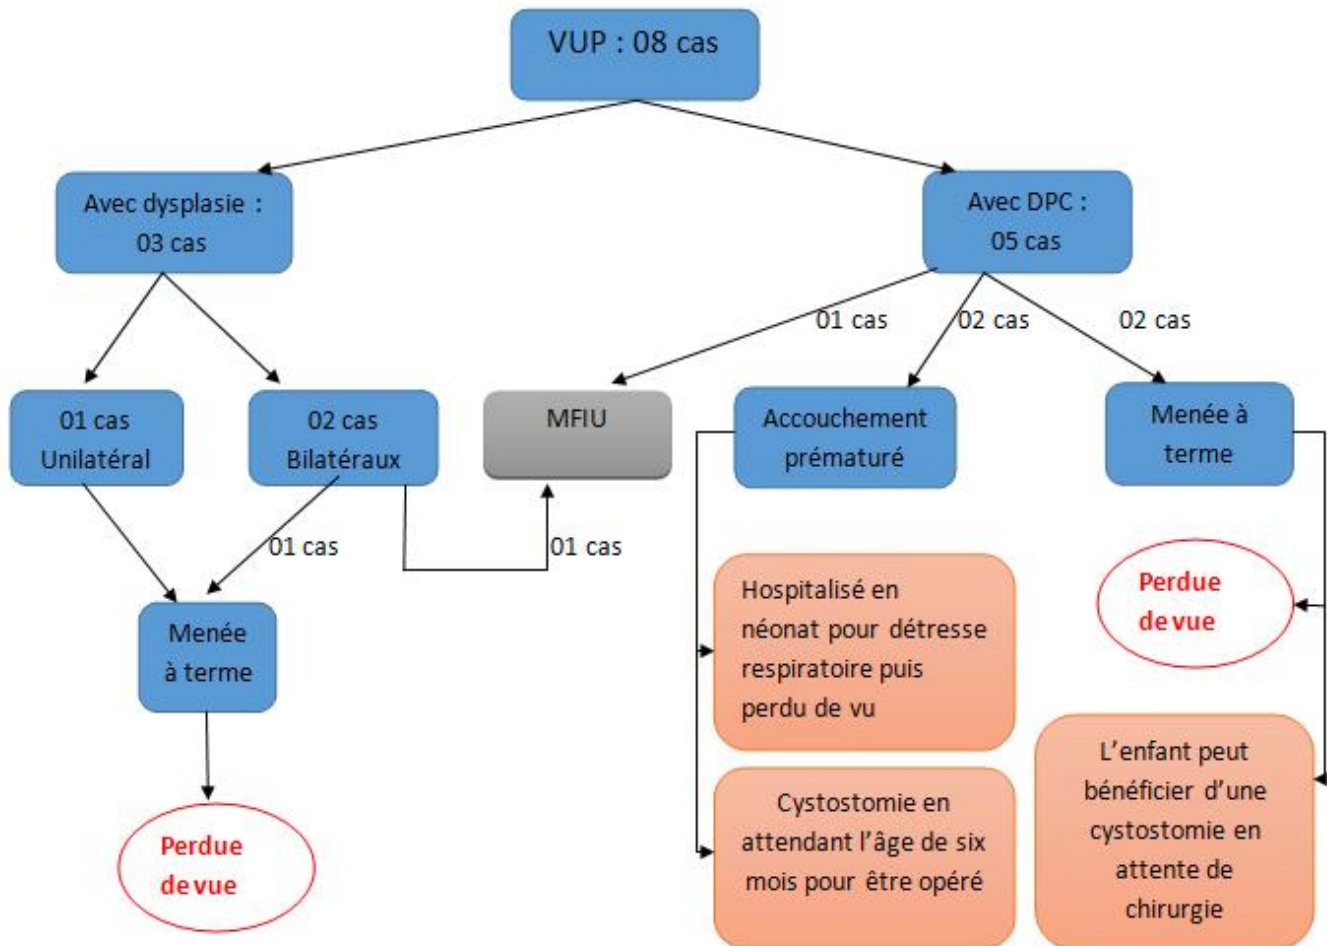 VUP : 08 cas
Avec dysplasie :
03 cas
Avec DPC :
05 cas
01 cas
02 cas
02 cas
01 cas
Unilatéral
02 cas
Bilatéraux
MFIU
Accouchement
prématuré
Menée à
terme
01 cas
01 cas
Menée
à terme
Perdue
de vue
Hospitalisé en
néonat pour détresse
respiratoire puis
perdu de vu
Perdue
de vue
Cystostomie en
attendant l'âge de six
mois pour être opéré
L'enfant peut
bénéficier d'une
cystostomie en
attente de
chirurgie